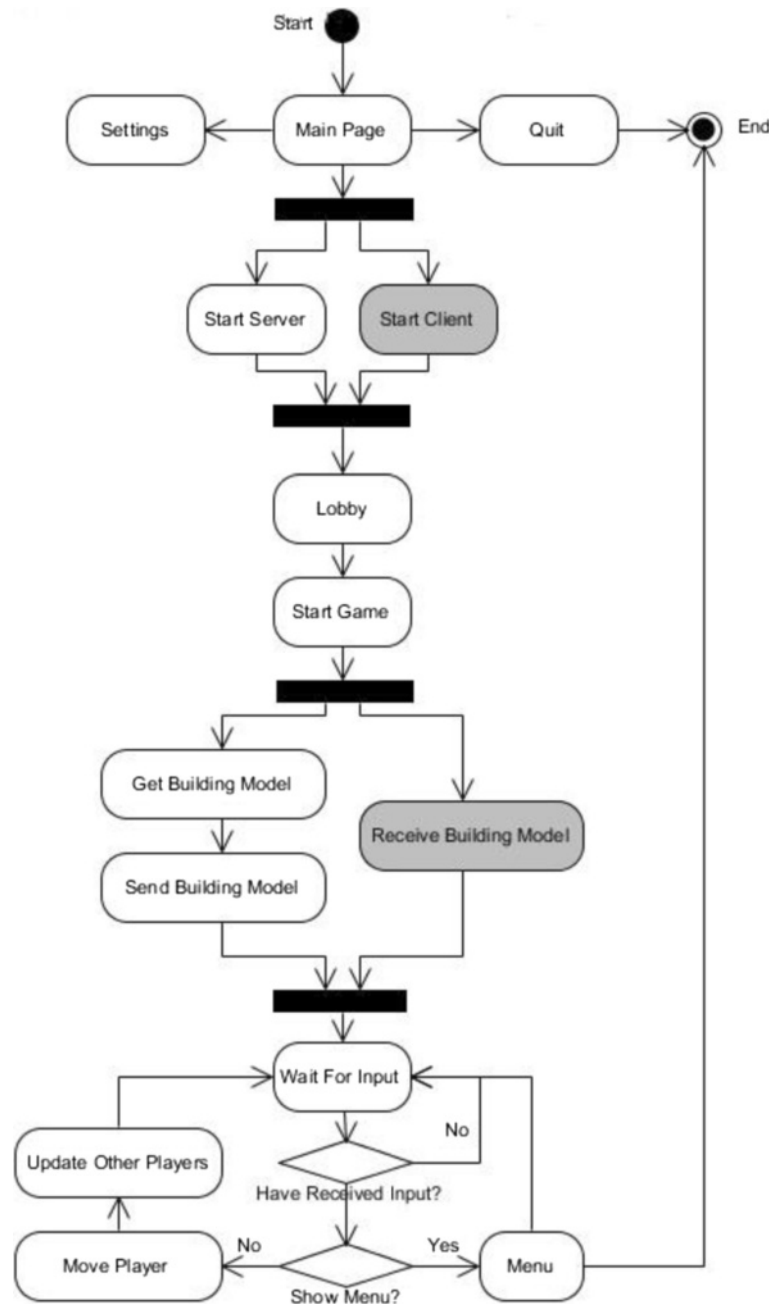 Start
Settings
Main Page
Quit
End
Start Server
Start Client
Lobby
Start Game
Get Building Model
Receive Building Model
Send Building Model
Wait For Input
No
Update Other Players
Have Received Input?
No
Yes
Move Player
Menu
Show Menu?